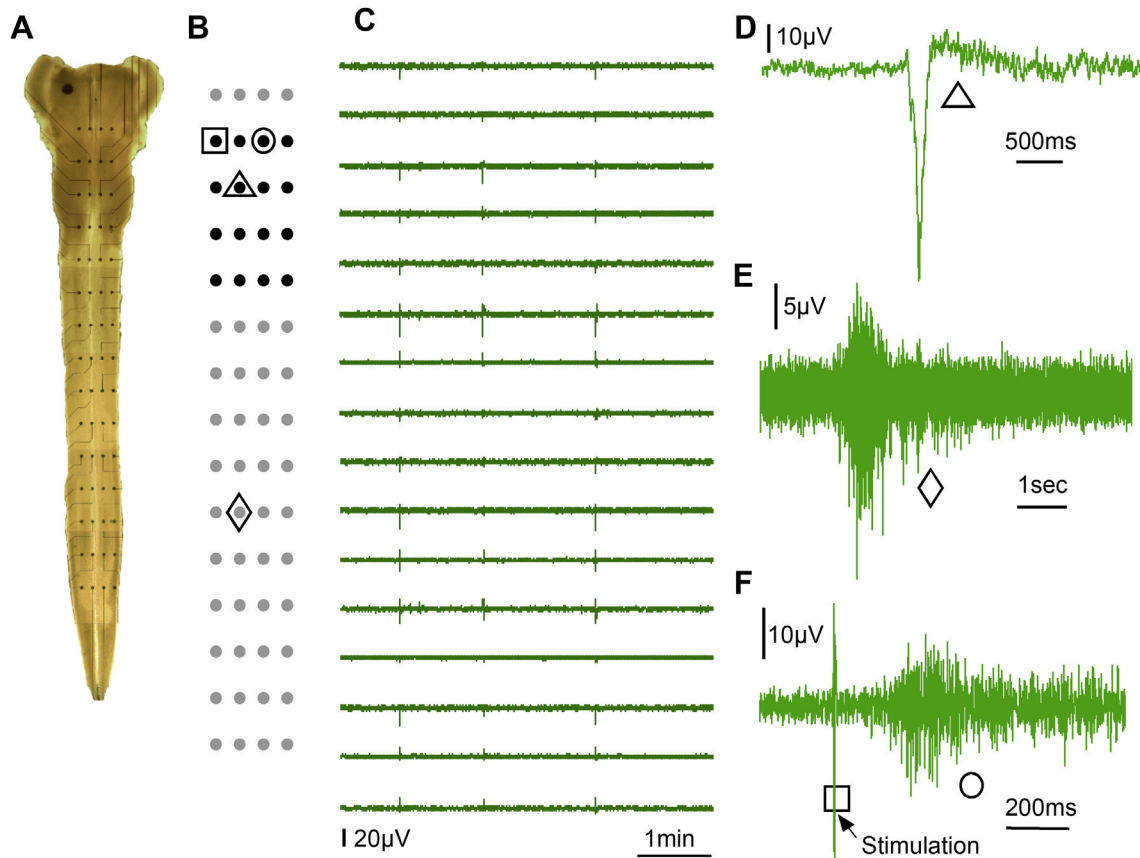 A
B
C
20µV
1min
D
10µV
500ms
E
5µV
1sec
F
10µV
200ms
Stimulation